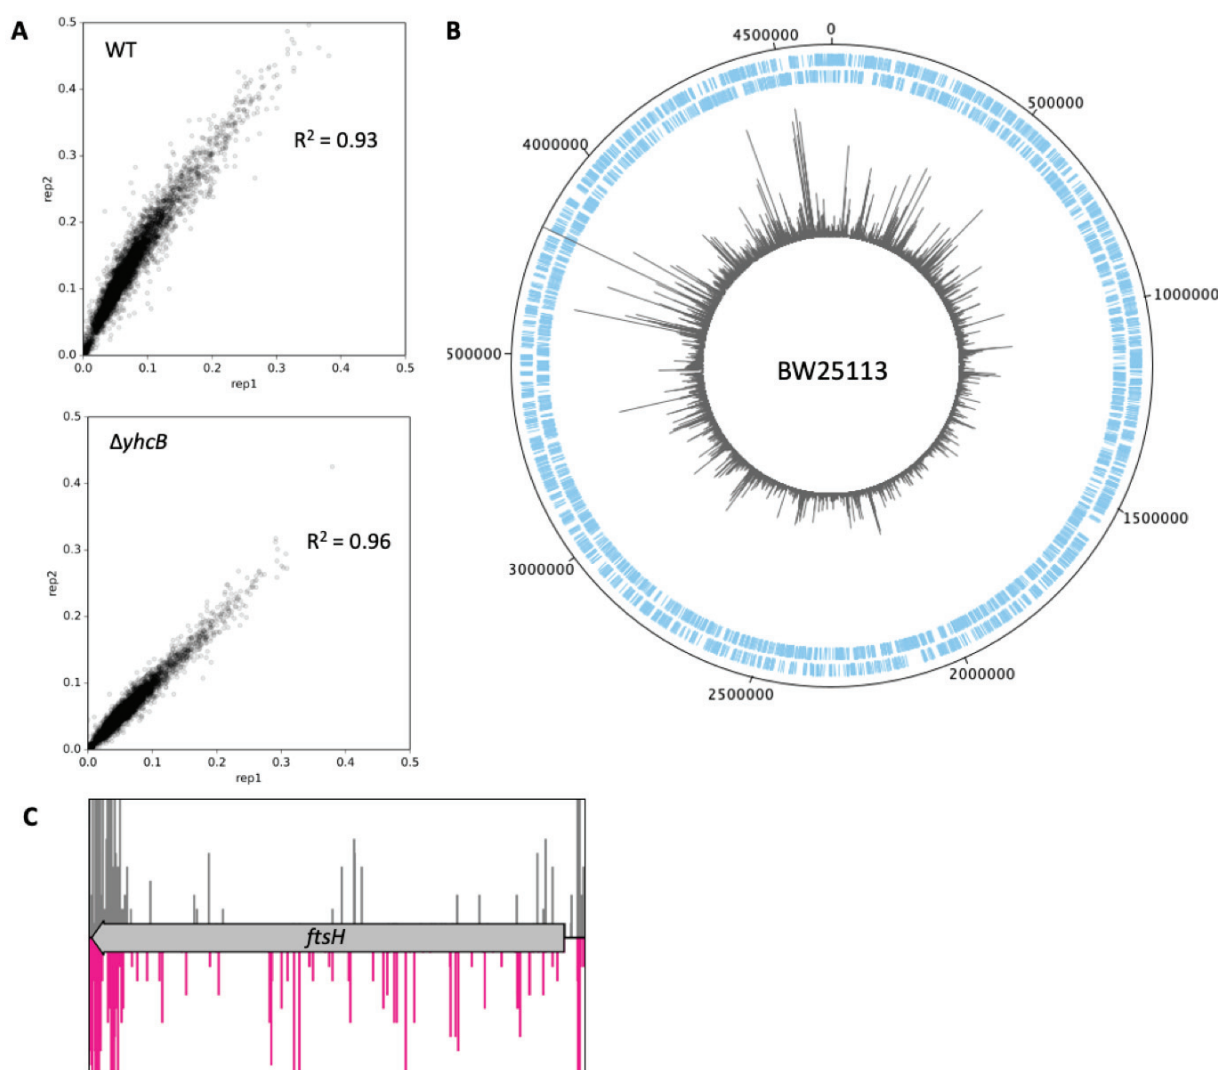 A
WT
R² = 0.93
0.5
0.4
0.3
0.2
0.1
0.0
rep2
0.0 0.1 0.2 0.3 0.4 0.5
rep1
ΔyhcB
R² = 0.96
0.5
0.4
0.3
0.2
0.1
0.0
rep2
0.0 0.1 0.2 0.3 0.4 0.5
rep1
B
0
500000
1000000
1500000
2000000
2500000
3000000
500000
4000000
4500000
BW25113
C
ftsH